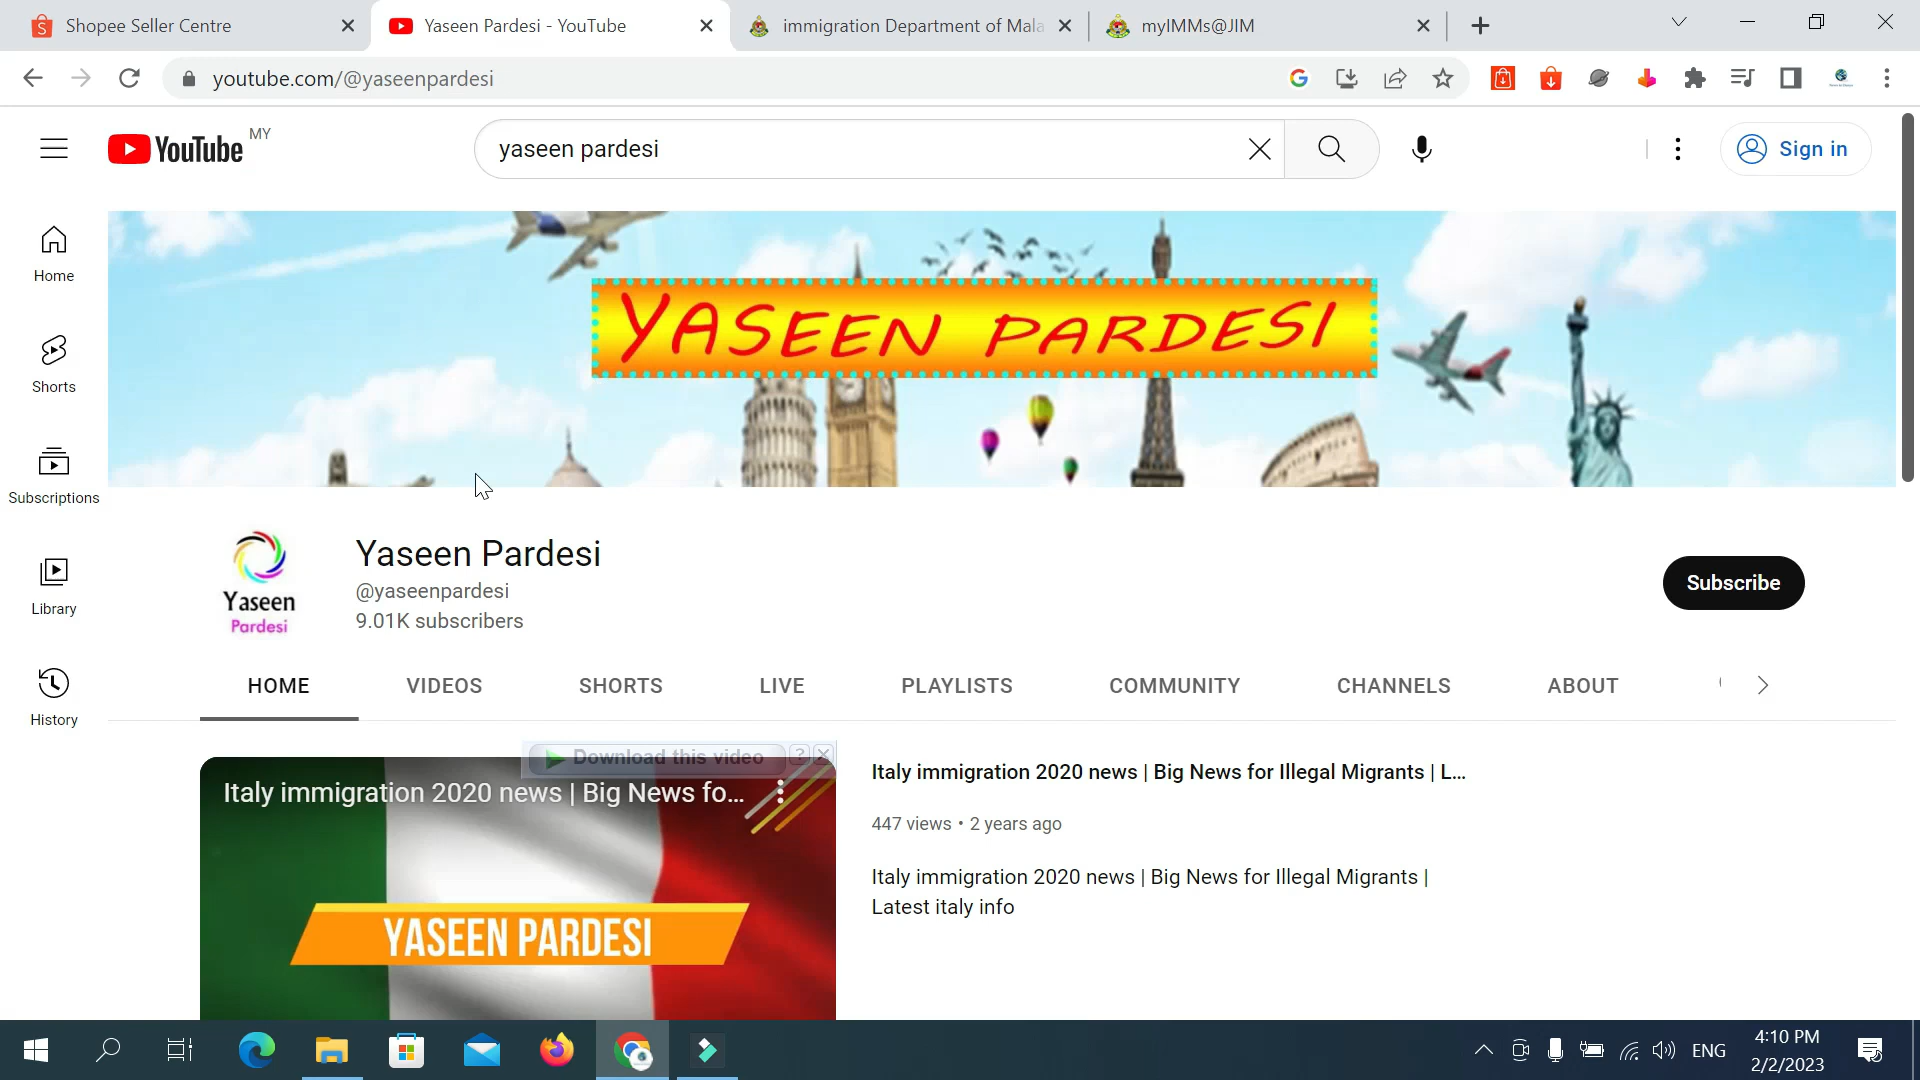 Shopee Seller Centre
Yaseen Pardesi - YouTube
immigration Department of Mala
myIMMs@JIM
youtube.com/@yaseenpardesi
YouTube MY
yaseen pardesi
Sign in
Home
Shorts
Subscriptions
Library
History
YASEEN PARDESI
Yaseen
Pardesi
Yaseen Pardesi
@yaseenpardesi
9.01K subscribers
Subscribe
HOME VIDEOS SHORTS LIVE PLAYLISTS COMMUNITY CHANNELS ABOUT
Download this video ?
Italy immigration 2020 news | Big News fo...
YASEEN PARDESI
Italy immigration 2020 news | Big News for Illegal Migrants | L...
447 views • 2 years ago
Italy immigration 2020 news | Big News for Illegal Migrants |
Latest italy info
ENG
4:10 PM
2/2/2023